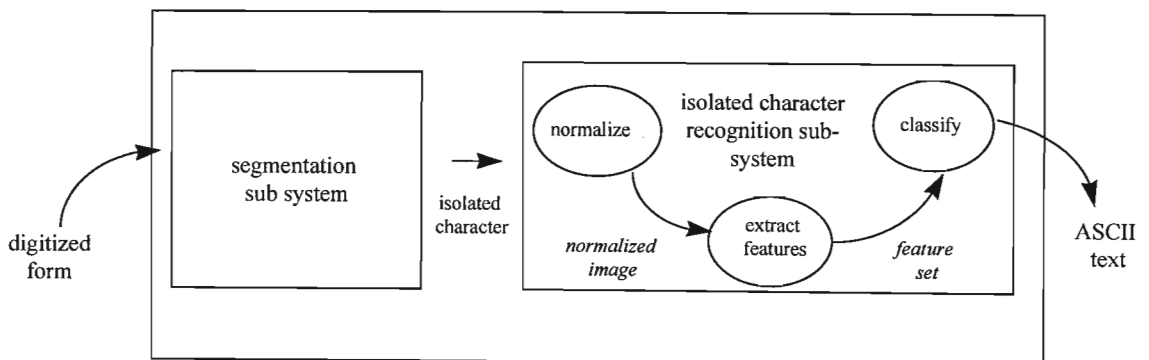 digitized
form
segmentation
sub system
isolated
character
isolated character
recognition sub-
system
normalize
normalized
image
extract
features
feature
set
classify
ASCII
text